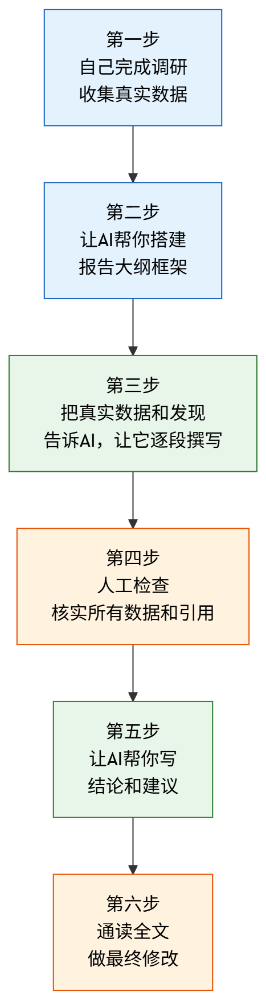 第一步
自己完成调研
收集真实数据
第二步
让AI帮你搭建
报告大纲框架
第三步
把真实数据和发现
告诉AI，让它逐段撰写
第四步
人工检查
核实所有数据和引用
第五步
让AI帮你写
结论和建议
第六步
通读全文
做最终修改